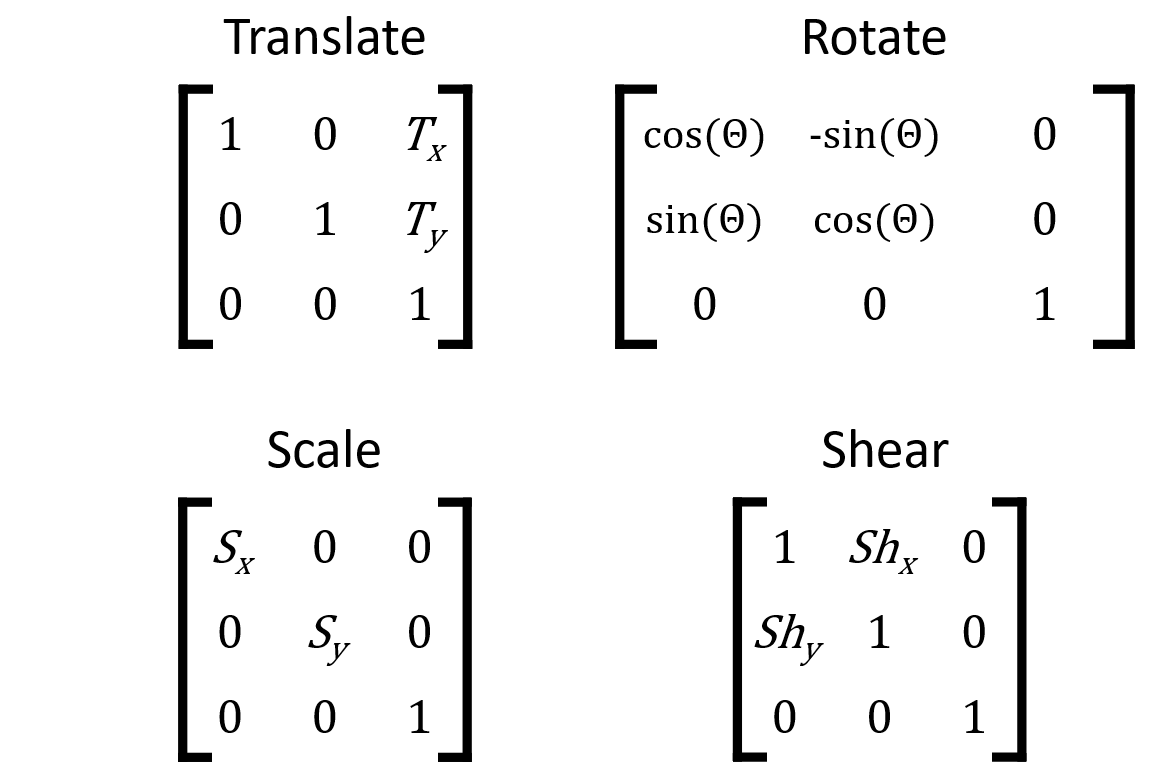 Translate
1 0 Tx
0 1 Ty
0 0 1
Rotate
cos(Θ) -sin(Θ) 0
sin(Θ) cos(Θ) 0
0 0 1
Scale
Sx 0 0
0 Sy 0
0 0 1
Shear
1 Shx 0
Shy 1 0
0 0 1